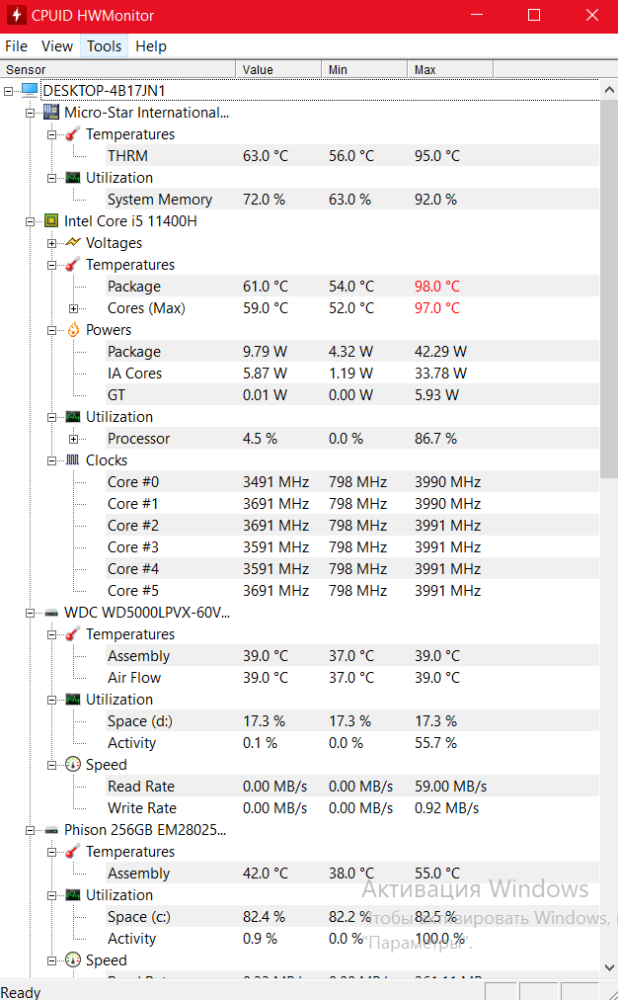 CPUID HWMonitor
File View Tools Help
Sensor Value Min Max
DESKTOP-4B17JN1
Micro-Star International...
Temperatures
THRM 63.0 °C 56.0 °C 95.0 °C
Utilization
System Memory 72.0 % 63.0 % 92.0 %
Intel Core i5 11400H
Voltages
Temperatures
Package 61.0 °C 54.0 °C 98.0 °C
Cores (Max) 59.0 °C 52.0 °C 97.0 °C
Powers
Package 9.79 W 4.32 W 42.29 W
IA Cores 5.87 W 1.19 W 33.78 W
GT 0.01 W 0.00 W 5.93 W
Utilization
Processor 4.5 % 0.0 % 86.7 %
Clocks
Core #0 3491 MHz 798 MHz 3990 MHz
Core #1 3691 MHz 798 MHz 3990 MHz
Core #2 3691 MHz 798 MHz 3991 MHz
Core #3 3591 MHz 798 MHz 3991 MHz
Core #4 3591 MHz 798 MHz 3991 MHz
Core #5 3691 MHz 798 MHz 3991 MHz
WDC WD5000LPVX-60V...
Temperatures
Assembly 39.0 °C 37.0 °C 39.0 °C
Air Flow 39.0 °C 37.0 °C 39.0 °C
Utilization
Space (d:) 17.3 % 17.3 % 17.3 %
Activity 0.1 % 0.0 % 55.7 %
Speed
Read Rate 0.00 MB/s 0.00 MB/s 59.00 MB/s
Write Rate 0.00 MB/s 0.00 MB/s 0.92 MB/s
Phison 256GB EM28025...
Temperatures
Assembly 42.0 °C 38.0 °C 55.0 °C
Utilization
Активация Windows
Space (c:) 82.4 % 82.2 % 82.5 %
Чтобы активировать Windows,
Activity 0.9 % 0.0 % 100.0 %
"Параметры".
Speed
Ready